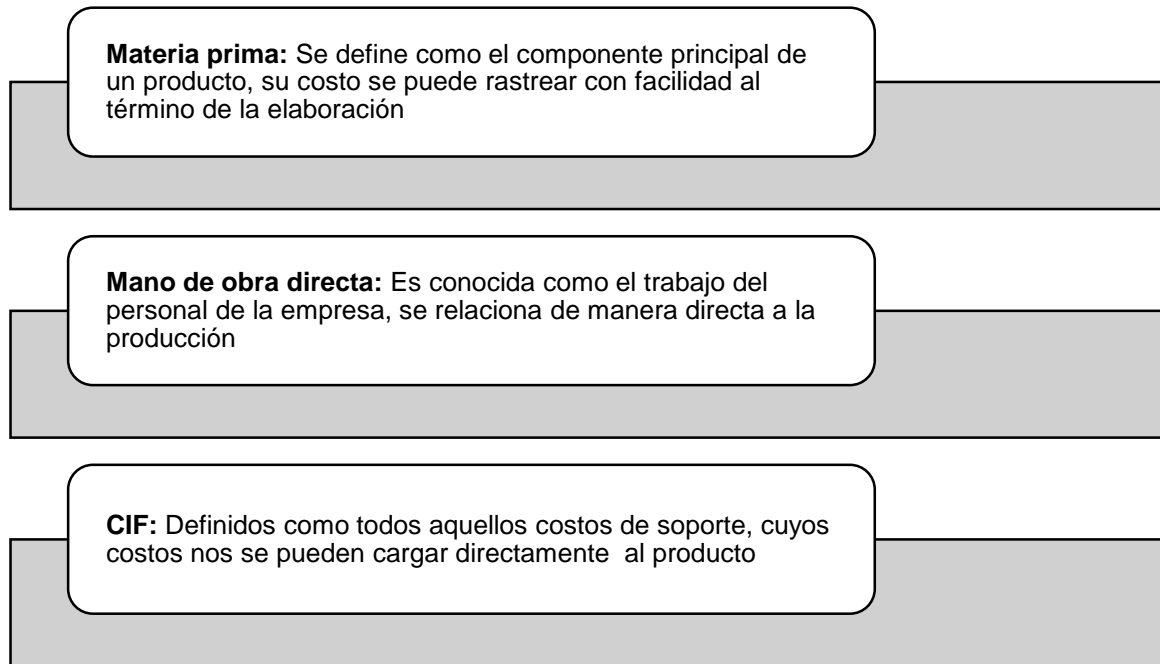 Materia prima: Se define como el componente principal de
un producto, su costo se puede rastrear con facilidad al
término de la elaboración
Mano de obra directa: Es conocida como el trabajo del
personal de la empresa, se relaciona de manera directa a la
producción
CIF: Definidos como todos aquellos costos de soporte, cuyos
costos nos se pueden cargar directamente  al producto